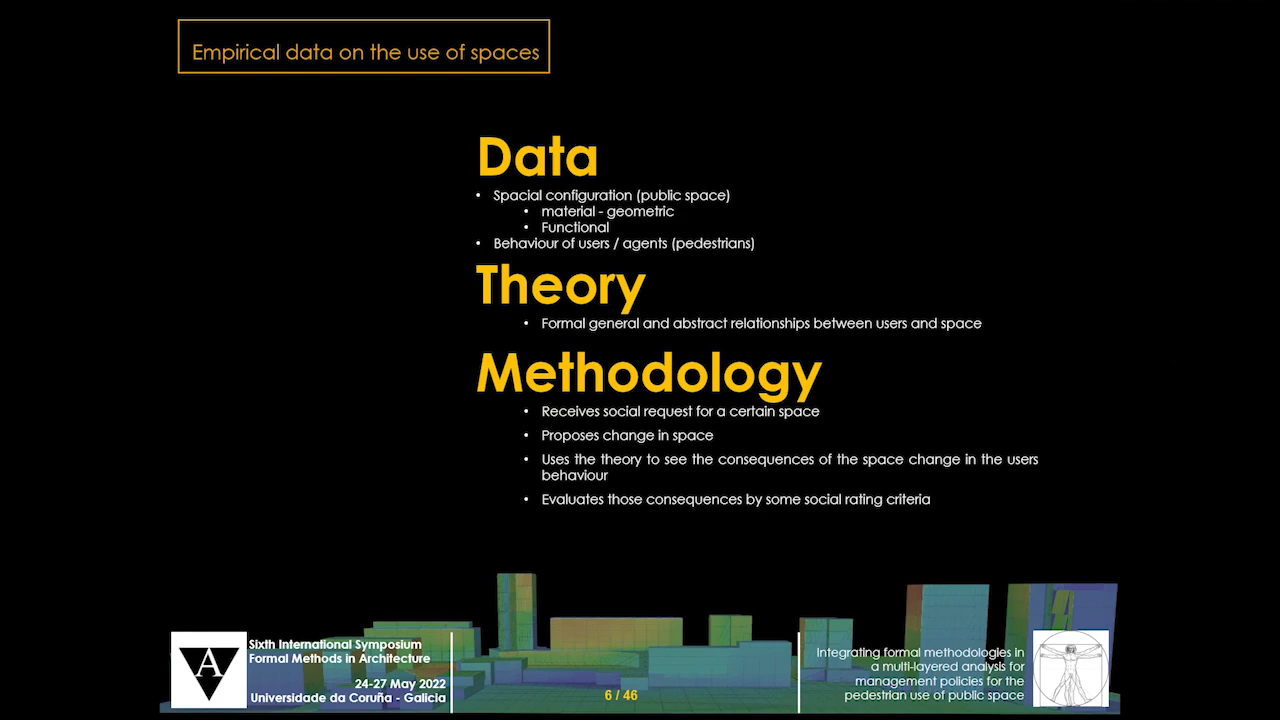 Empirical data on the use of spaces
Data
• Spacial configuration (public space)
• material - geometric
• Functional
• Behaviour of users / agents (pedestrians)
Theory
• Formal general and abstract relationships between users and space
Methodology
• Receives social request for a certain space
• Proposes change in space
• Uses the theory to see the consequences of the space change in the users
behaviour
• Evaluates those consequences by some social rating criteria
A
Sixth International Symposium
Formal Methods in Architecture
24-27 May 2022
Universidade da Coruña - Galicia
6 / 46
Integrating formal methodologies in
a multi-layered analysis for
management policies for the
pedestrian use of public space